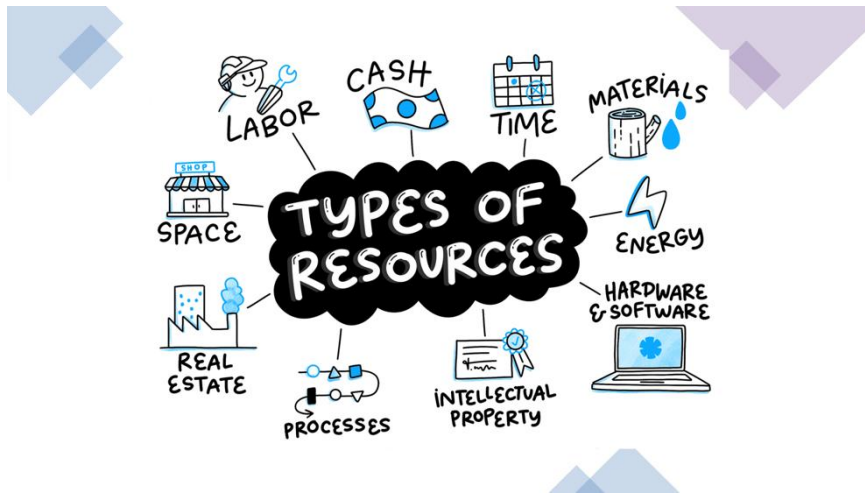 TYPES OF
RESOURCES
LABOR
CASH
TIME
MATERIALS
ENERGY
HARDWARE
& SOFTWARE
INTELLECTUAL
PROPERTY
PROCESSES
REAL
ESTATE
SHOP
SPACE